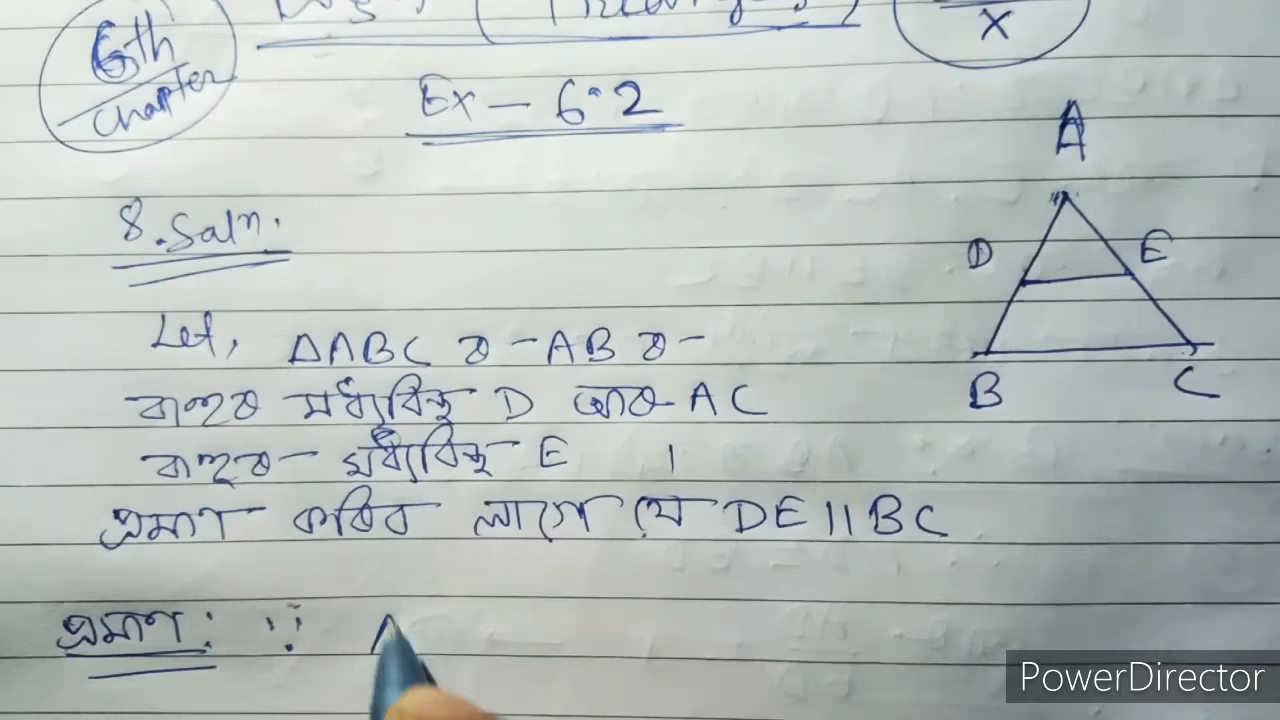 6th
Chapter
X
Ex - 6.2
8. Saln.
A
D
E
B
C
Let, ΔABC ৰ - AB ৰ -
বাহুৰ মধ্যবিন্দু D আৰু AC
বাহুৰ - মধ্যবিন্দু E ।
প্ৰমাণ কৰিব লাগে যে DE||BC
প্ৰমাণ: ∵
PowerDirector